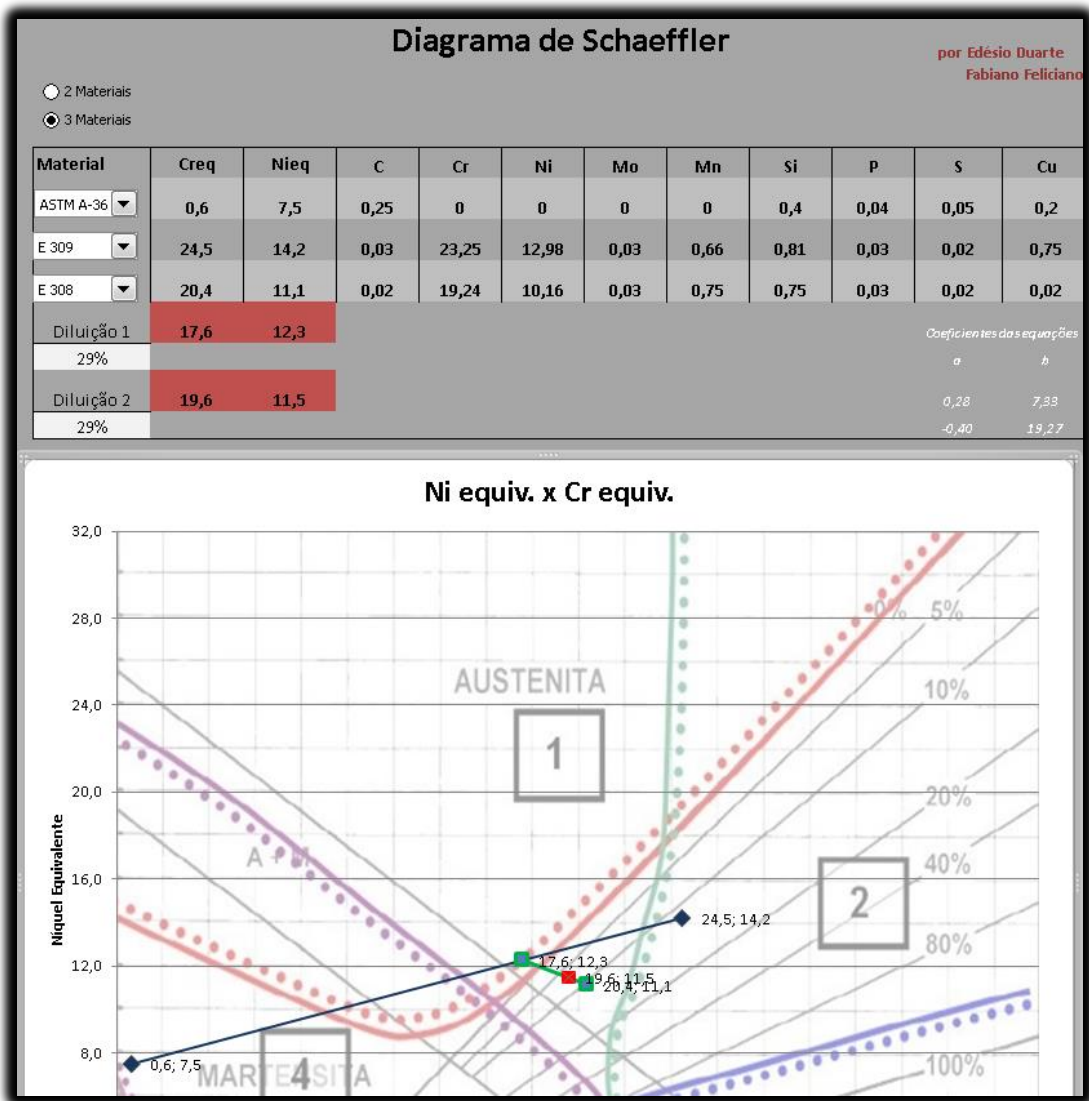 Diagrama de Schaeffler
por Edésio Duarte
Fabiano Feliciano
2 Materiais
3 Materiais
Material Creq Nieq C Cr Ni Mo Mn Si P S Cu
ASTM A-36 0,6 7,5 0,25 0 0 0 0 0,4 0,04 0,05 0,2
E 309 24,5 14,2 0,03 23,25 12,98 0,03 0,66 0,81 0,03 0,02 0,75
E 308 20,4 11,1 0,02 19,24 10,16 0,03 0,75 0,75 0,03 0,02 0,02
Diluição 1 17,6 12,3 Coeficientes das equações
29% a b
Diluição 2 19,6 11,5 0,28 7,33
29% -0,40 19,27
Ni equiv. x Cr equiv.
32,0
28,0
24,0
20,0
16,0
12,0
8,0
Niquel Equivalente
0% 5%
AUSTENITA
10%
1
20%
A + M
40%
2
24,5; 14,2
80%
17,6; 12,3
19,6; 11,5
20,4; 11,1
0,6; 7,5
MARTENSITA
4
100%